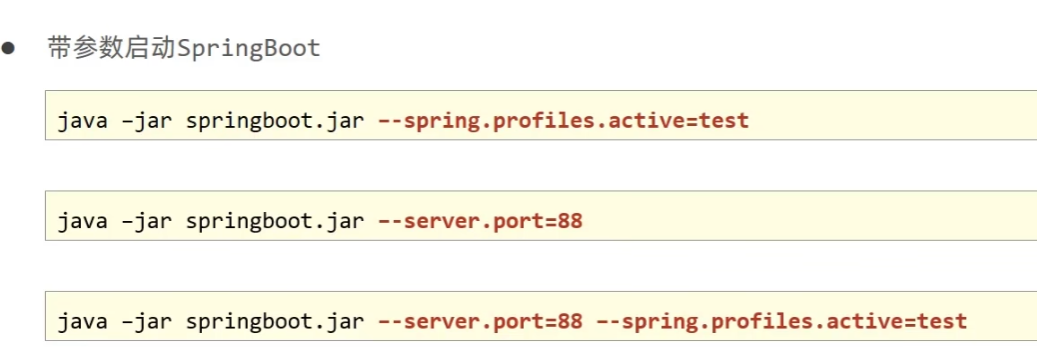 ● 带参数启动SpringBoot
java –jar springboot.jar ––spring.profiles.active=test
java –jar springboot.jar ––server.port=88
java –jar springboot.jar ––server.port=88 ––spring.profiles.active=test